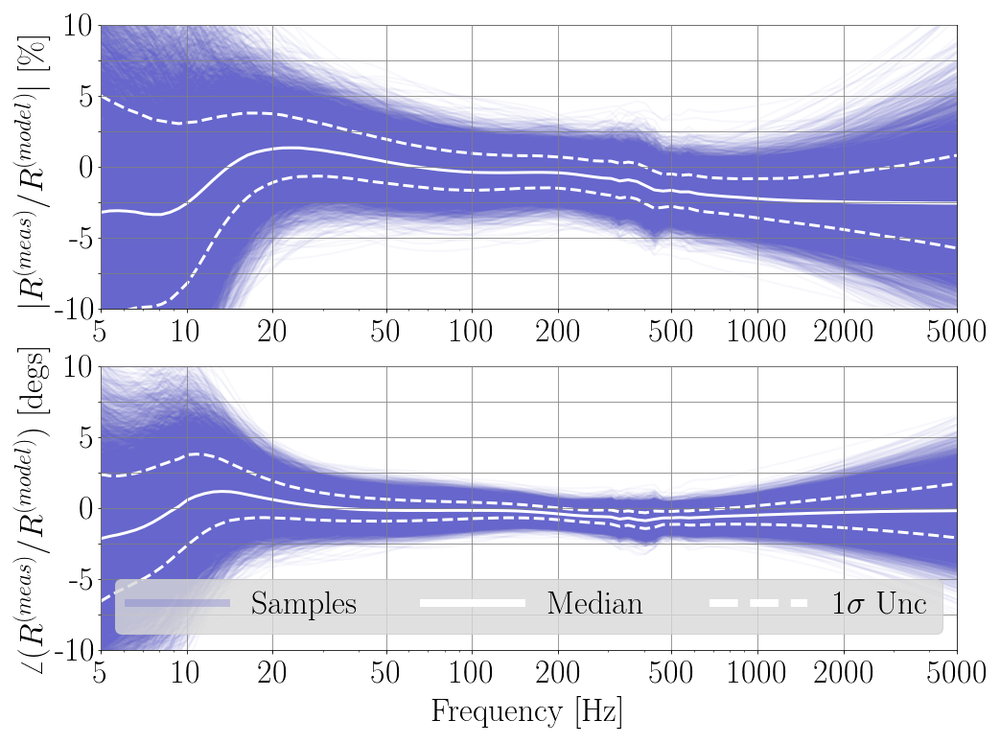 |R^{(meas)}/R^{(model)}| [%]
10
5
0
-5
-10
5 10 20 50 100 200 500 1000 2000 5000
∠(R^{(meas)}/R^{(model)}) [degs]
10
5
0
-5
-10
Samples Median 1σ Unc
5 10 20 50 100 200 500 1000 2000 5000
Frequency [Hz]